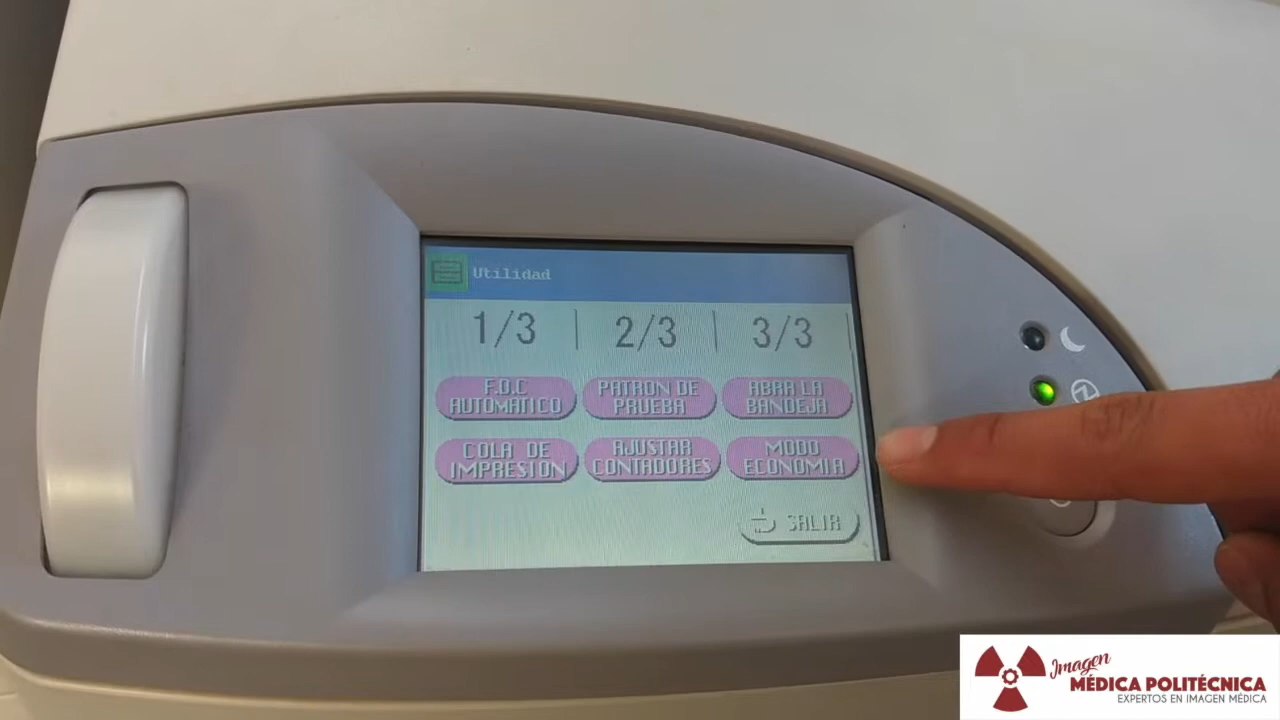 Utilidad
1/3 | 2/3 | 3/3 |
F.D.C
AUTOMATICO
PATRON DE
PRUEBA
ABRA LA
BANDEJA
COLA DE
IMPRESION
AJUSTAR
CONTADORES
MODO
ECONOMIA
SALIR
Imagen
MÉDICA POLITÉCNICA
EXPERTOS EN IMAGEN MÉDICA